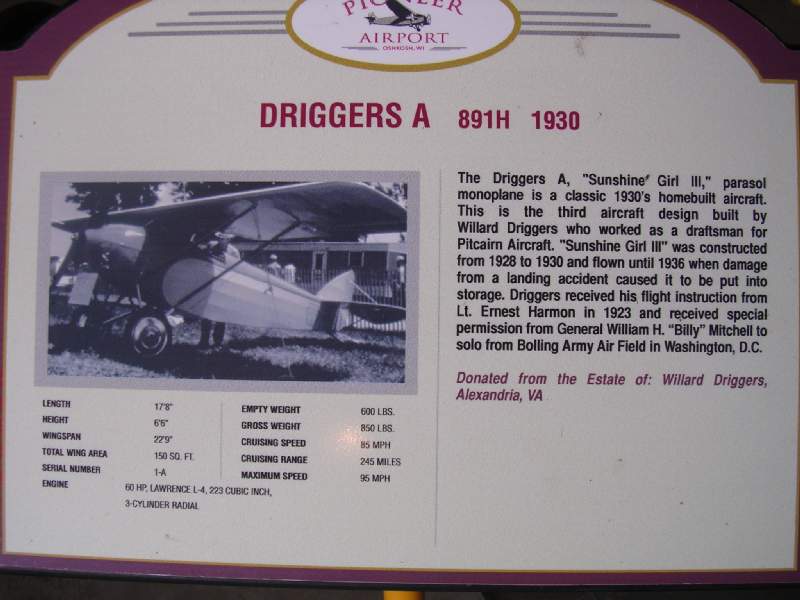 PIONEER
AIRPORT
OSHKOSH, WI
DRIGGERS A 891H 1930
The Driggers A, "Sunshine Girl III," parasol
monoplane is a classic 1930's homebuilt aircraft.
This is the third aircraft design built by
Willard Driggers who worked as a draftsman for
Pitcairn Aircraft. "Sunshine Girl III" was constructed
from 1928 to 1930 and flown until 1936 when damage
from a landing accident caused it to be put into
storage. Driggers received his flight instruction from
Lt. Ernest Harmon in 1923 and received special
permission from General William H. "Billy" Mitchell to
solo from Bolling Army Air Field in Washington, D.C.
Donated from the Estate of: Willard Driggers,
Alexandria, VA
LENGTH 17'8"
HEIGHT 6'6"
WINGSPAN 22'9"
TOTAL WING AREA 150 SQ. FT.
SERIAL NUMBER 1-A
ENGINE 60 HP, LAWRENCE L-4, 223 CUBIC INCH,
3-CYLINDER RADIAL
EMPTY WEIGHT 600 LBS.
GROSS WEIGHT 850 LBS.
CRUISING SPEED 85 MPH
CRUISING RANGE 245 MILES
MAXIMUM SPEED 95 MPH